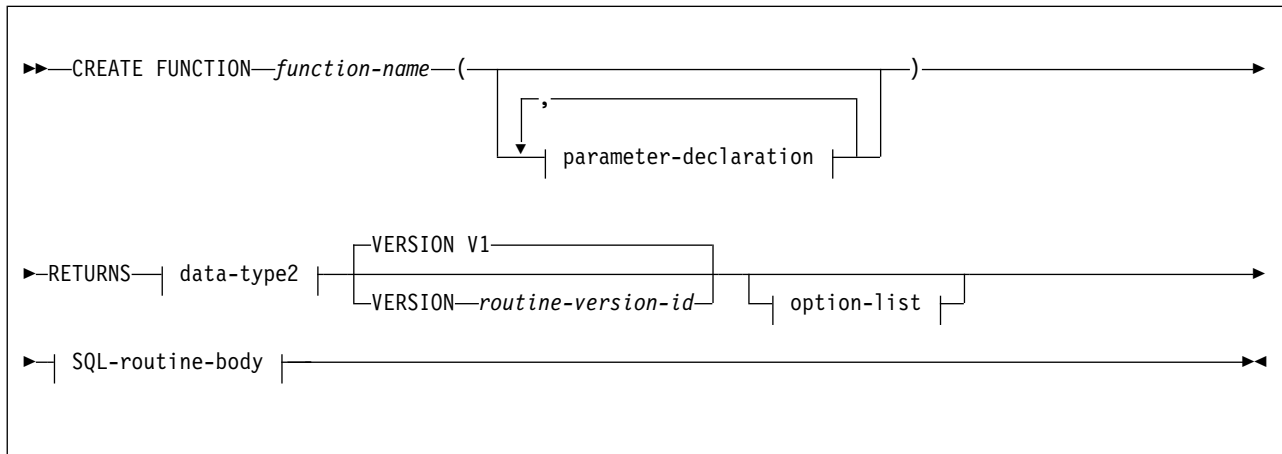 CREATE FUNCTION function-name ( )
,
parameter-declaration
VERSION V1
RETURNS data-type2
VERSION routine-version-id
option-list
SQL-routine-body